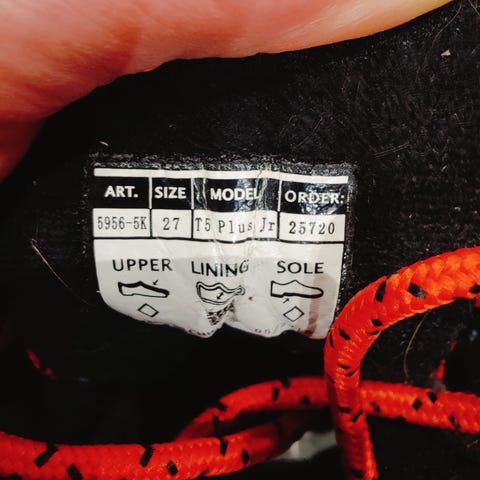 ART. SIZE MODEL ORDER:
5956-5K 27 T5 Plus Jr 25720
UPPER LINING SOLE